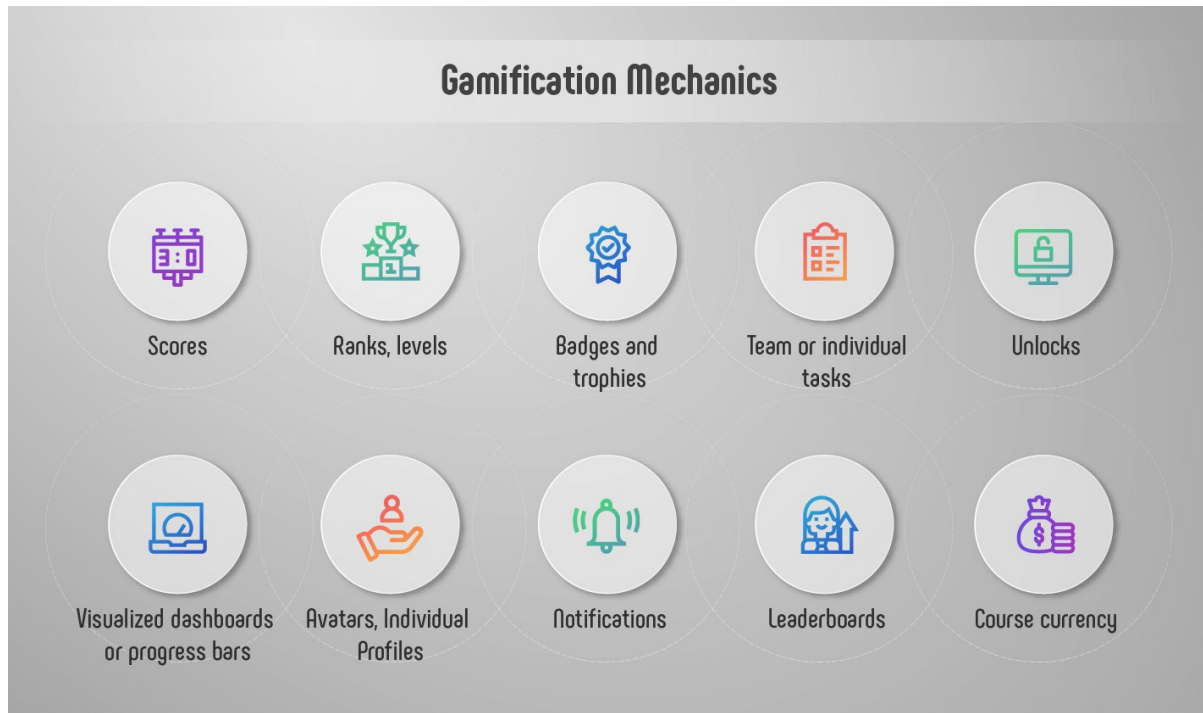 Gamification Mechanics
3:0
1
Scores
Ranks, levels
Badges and
trophies
Team or individual
tasks
Unlocks
$
Visualized dashboards
or progress bars
Avatars, Individual
Profiles
Notifications
Leaderboards
Course currency